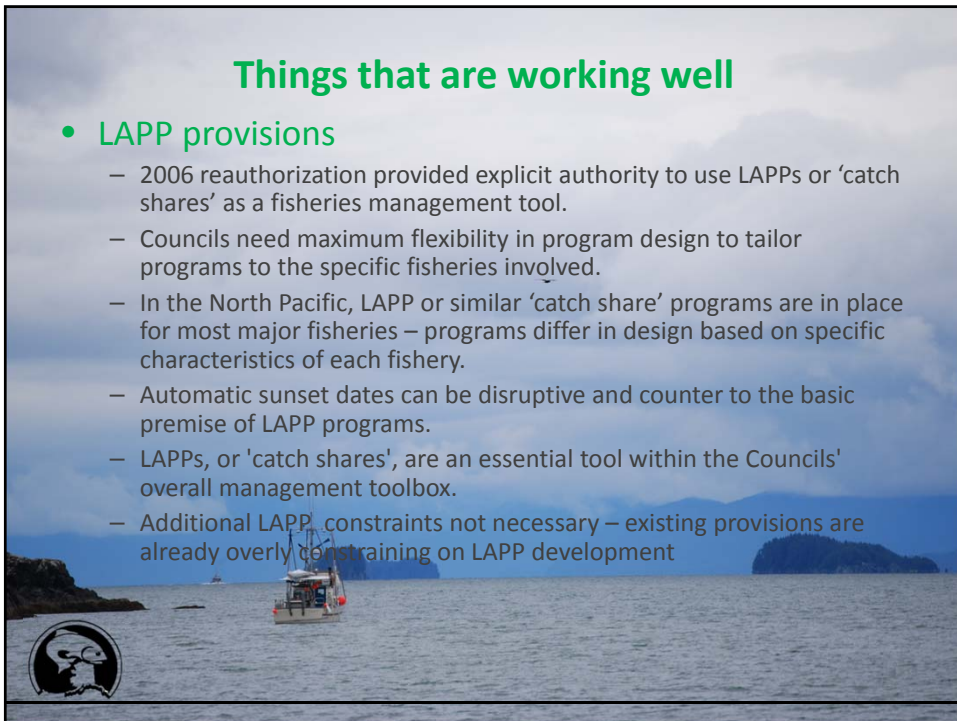 Things that are working well
• LAPP provisions
– 2006 reauthorization provided explicit authority to use LAPPs or ‘catch
shares’ as a fisheries management tool.
– Councils need maximum flexibility in program design to tailor
programs to the specific fisheries involved.
– In the North Pacific, LAPP or similar ‘catch share’ programs are in place
for most major fisheries – programs differ in design based on specific
characteristics of each fishery.
– Automatic sunset dates can be disruptive and counter to the basic
premise of LAPP programs.
– LAPPs, or 'catch shares', are an essential tool within the Councils'
overall management toolbox.
– Additional LAPP constraints not necessary – existing provisions are
already overly constraining on LAPP development